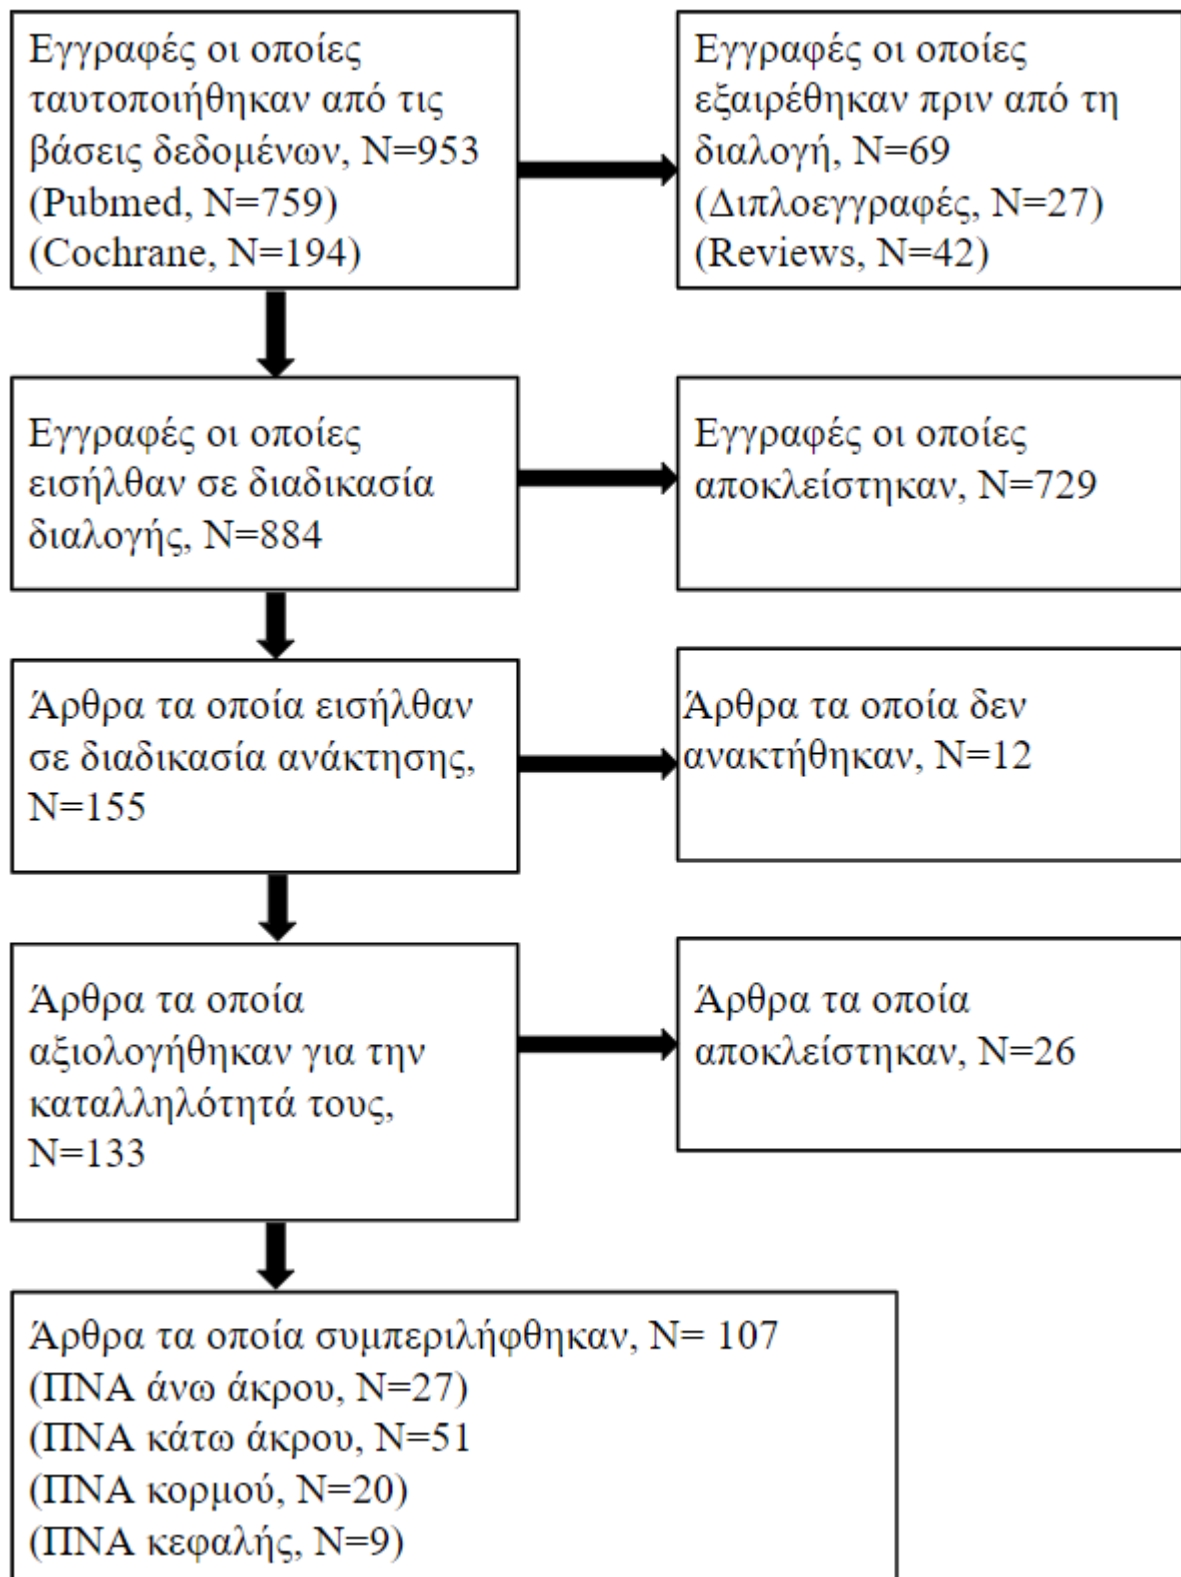 Εγγραφές οι οποίες
ταυτοποιήθηκαν από τις
βάσεις δεδομένων, Ν=953
(Pubmed, N=759)
(Cochrane, N=194)
Εγγραφές οι οποίες
εξαιρέθηκαν πριν από τη
διαλογή, Ν=69
(Διπλοεγγραφές, Ν=27)
(Reviews, N=42)
Εγγραφές οι οποίες
εισήλθαν σε διαδικασία
διαλογής, Ν=884
Εγγραφές οι οποίες
αποκλείστηκαν, Ν=729
Άρθρα τα οποία εισήλθαν
σε διαδικασία ανάκτησης,
Ν=155
Άρθρα τα οποία δεν
ανακτήθηκαν, Ν=12
Άρθρα τα οποία
αξιολογήθηκαν για την
καταλληλότητά τους,
Ν=133
Άρθρα τα οποία
αποκλείστηκαν, Ν=26
Άρθρα τα οποία συμπεριλήφθηκαν, Ν= 107
(ΠΝΑ άνω άκρου, Ν=27)
(ΠΝΑ κάτω άκρου, Ν=51
(ΠΝΑ κορμού, Ν=20)
(ΠΝΑ κεφαλής, Ν=9)